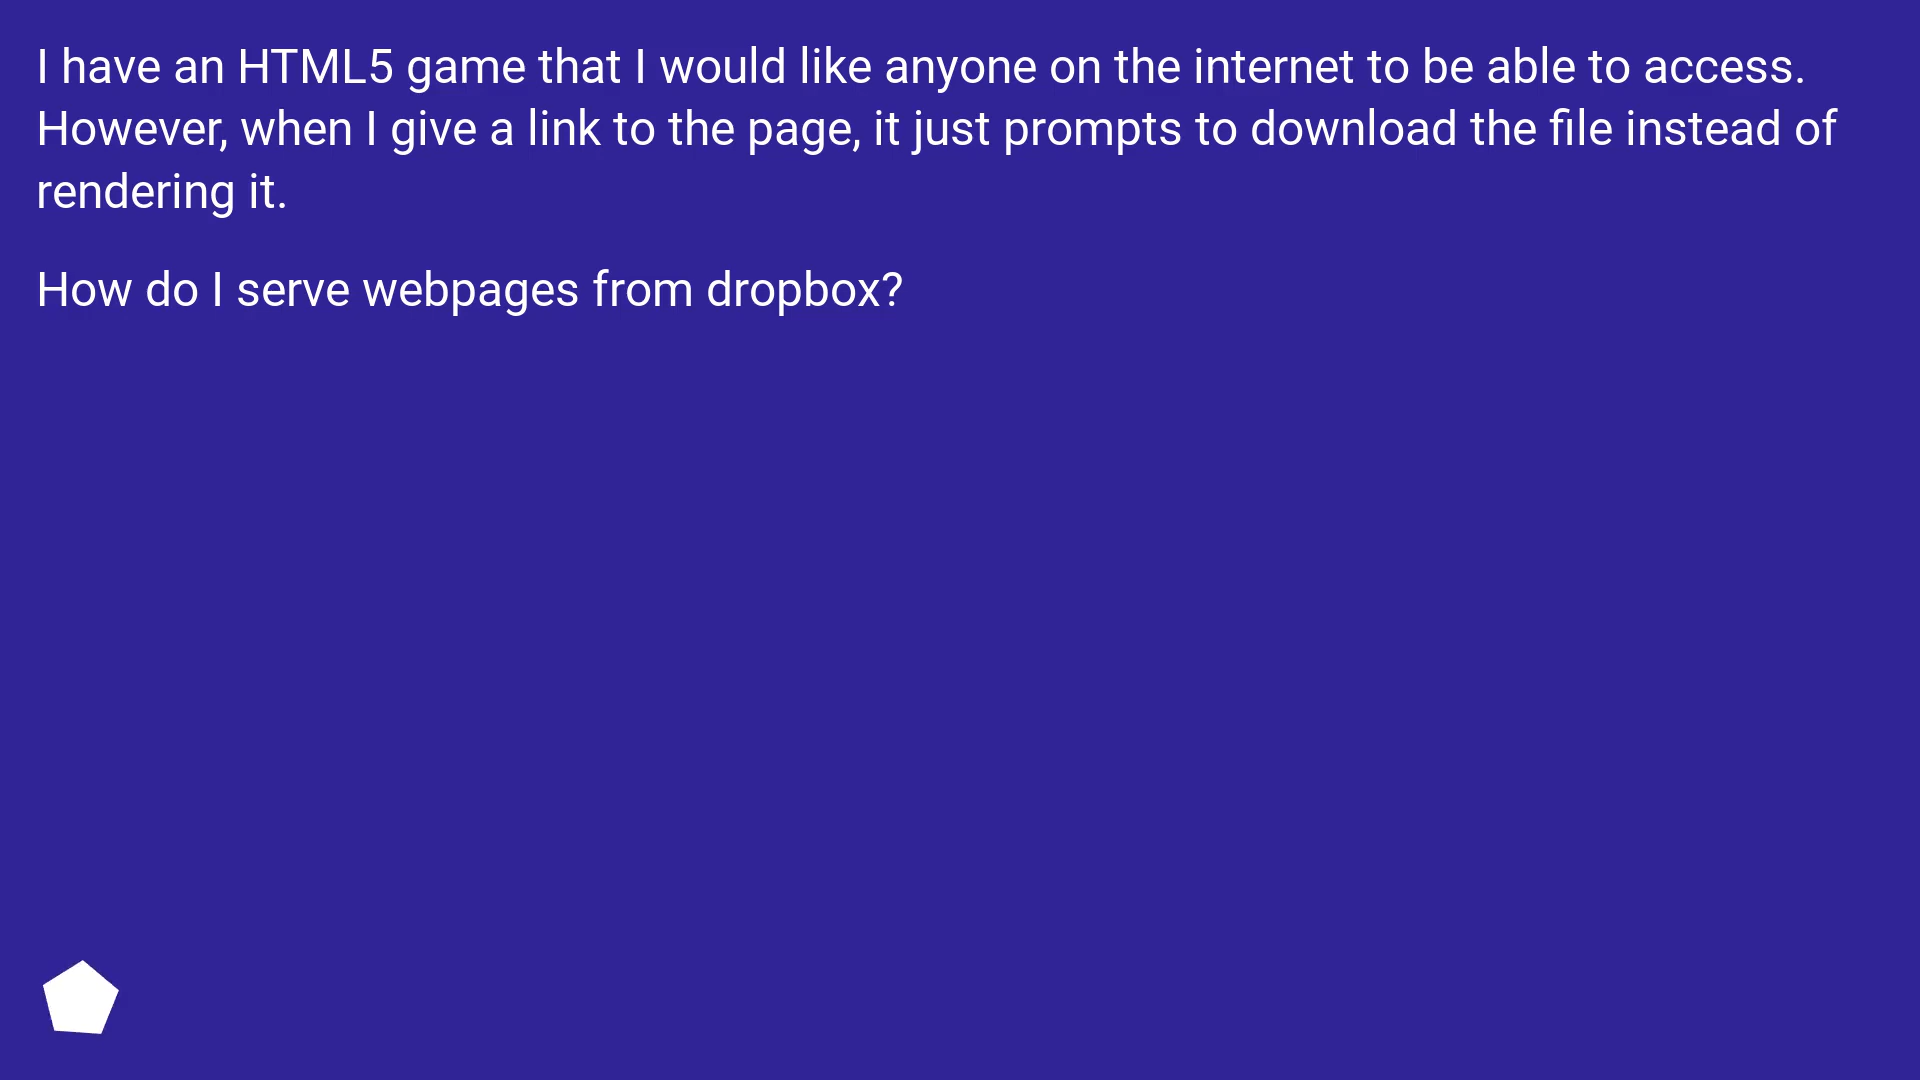 I have an HTML5 game that I would like anyone on the internet to be able to access.
However, when I give a link to the page, it just prompts to download the file instead of
rendering it.
How do I serve webpages from dropbox?